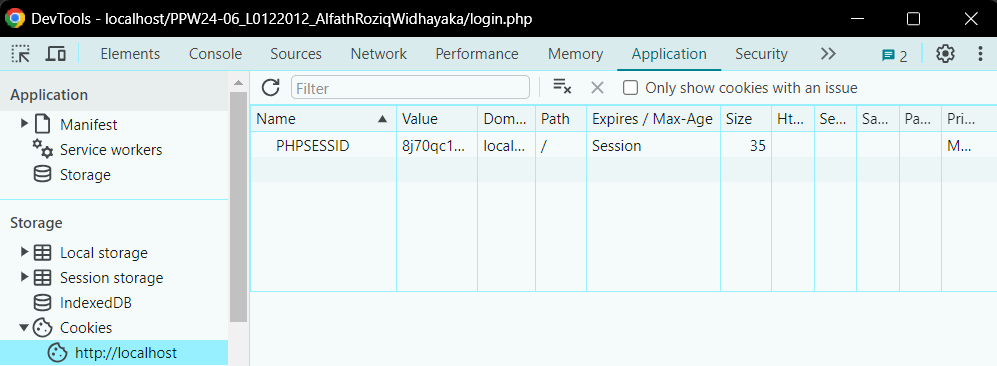 DevTools - localhost/PPW24-06_L0122012_AlfathRoziqWidhayaka/login.php
Elements Console Sources Network Performance Memory Application Security 2
Application
Manifest
Service workers
Storage
Storage
Local storage
Session storage
IndexedDB
Cookies
http://localhost
Filter Only show cookies with an issue
Name Value Dom... Path Expires / Max-Age Size Ht... Se... Sa... Pa... Pri...
PHPSESSID 8j70qc1... local... / Session 35 M...